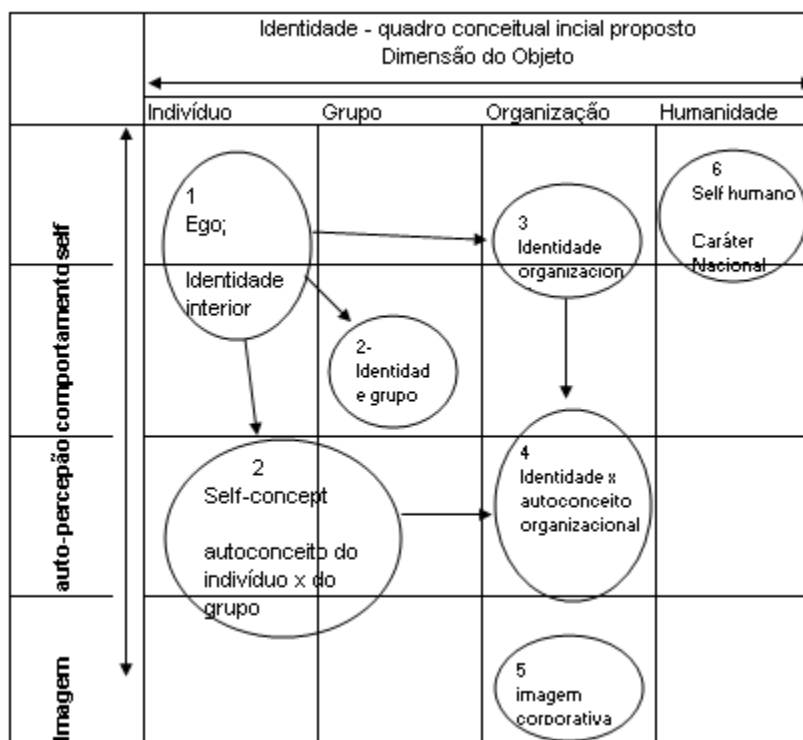 Identidade - quadro conceitual incial proposto
Dimensão do Objeto
Indivíduo Grupo Organização Humanidade
auto-percepão comportamento self
Imagem
1
Ego;
Identidade
interior
2-
Identidad
e grupo
3
Identidade
organizacion
6
Self humano
Caráter
Nacional
2
Self-concept
autoconceito do
indivíduo x do
grupo
4
Identidade x
autoconceito
organizacional
5
imagem
corporativa